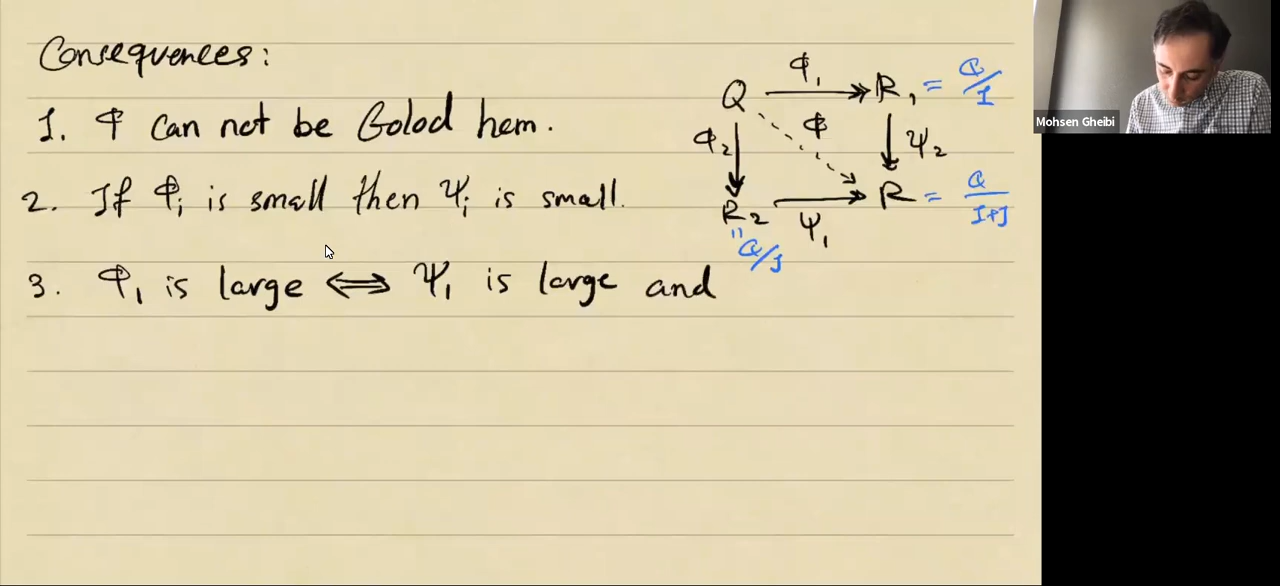 Consequences:
1. Φ can not be Golod hom.
2. If Φi is small then Ψi is small.
3. Φ1 is large ⟺ Ψ1 is large and
Q Φ1 R1 = Q/I
Φ2 Φ Ψ2
R2 Ψ1 R = Q/I+J
" Q/J
Mohsen Gheibi